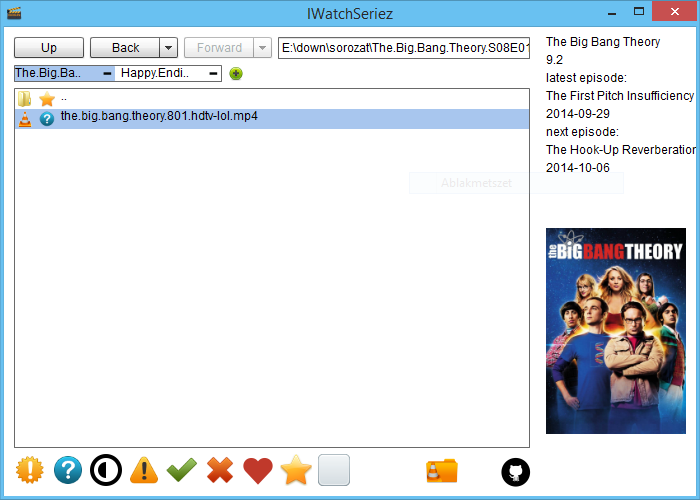 IWatchSeriez
Up Back Forward E:\down\sorozat\The.Big.Bang.Theory.S08E01
The.Big.Ba.. Happy.Endi..
..
the.big.bang.theory.801.hdtv-lol.mp4
The Big Bang Theory
9.2
latest episode:
The First Pitch Insufficiency
2014-09-29
next episode:
The Hook-Up Reverberation
2014-10-06
Ablakmetszet
the BIG BANG THEORY